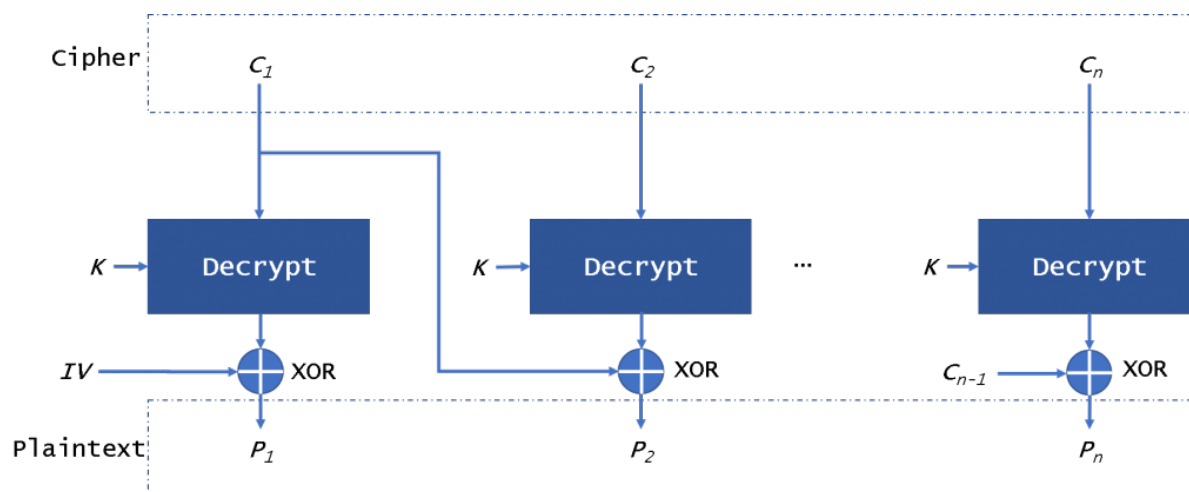 Cipher C1 C2 Cn
K Decrypt K Decrypt ... K Decrypt
IV XOR XOR Cn-1 XOR
Plaintext P1 P2 Pn